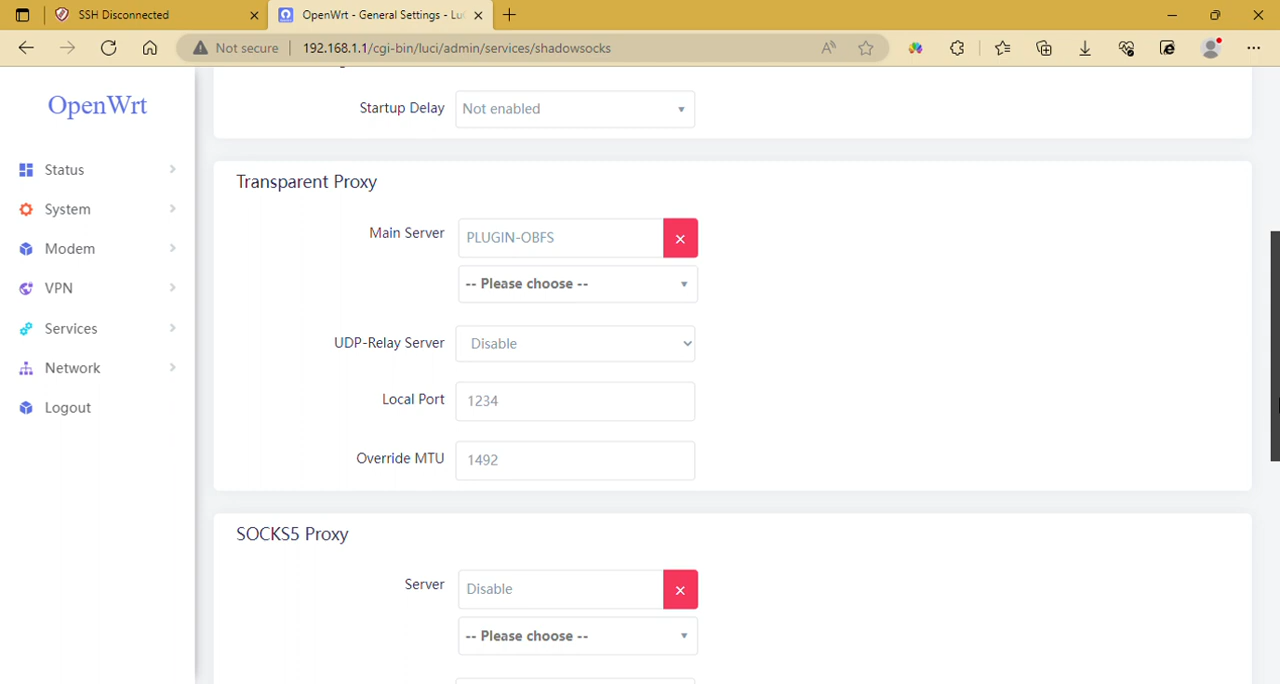 SSH Disconnected
OpenWrt - General Settings - Lu
Not secure
192.168.1.1/cgi-bin/luci/admin/services/shadowsocks
OpenWrt
Status
System
Modem
VPN
Services
Network
Logout
Startup Delay
Not enabled
Transparent Proxy
Main Server
PLUGIN-OBFS
-- Please choose --
UDP-Relay Server
Disable
Local Port
1234
Override MTU
1492
SOCKS5 Proxy
Server
Disable
-- Please choose --